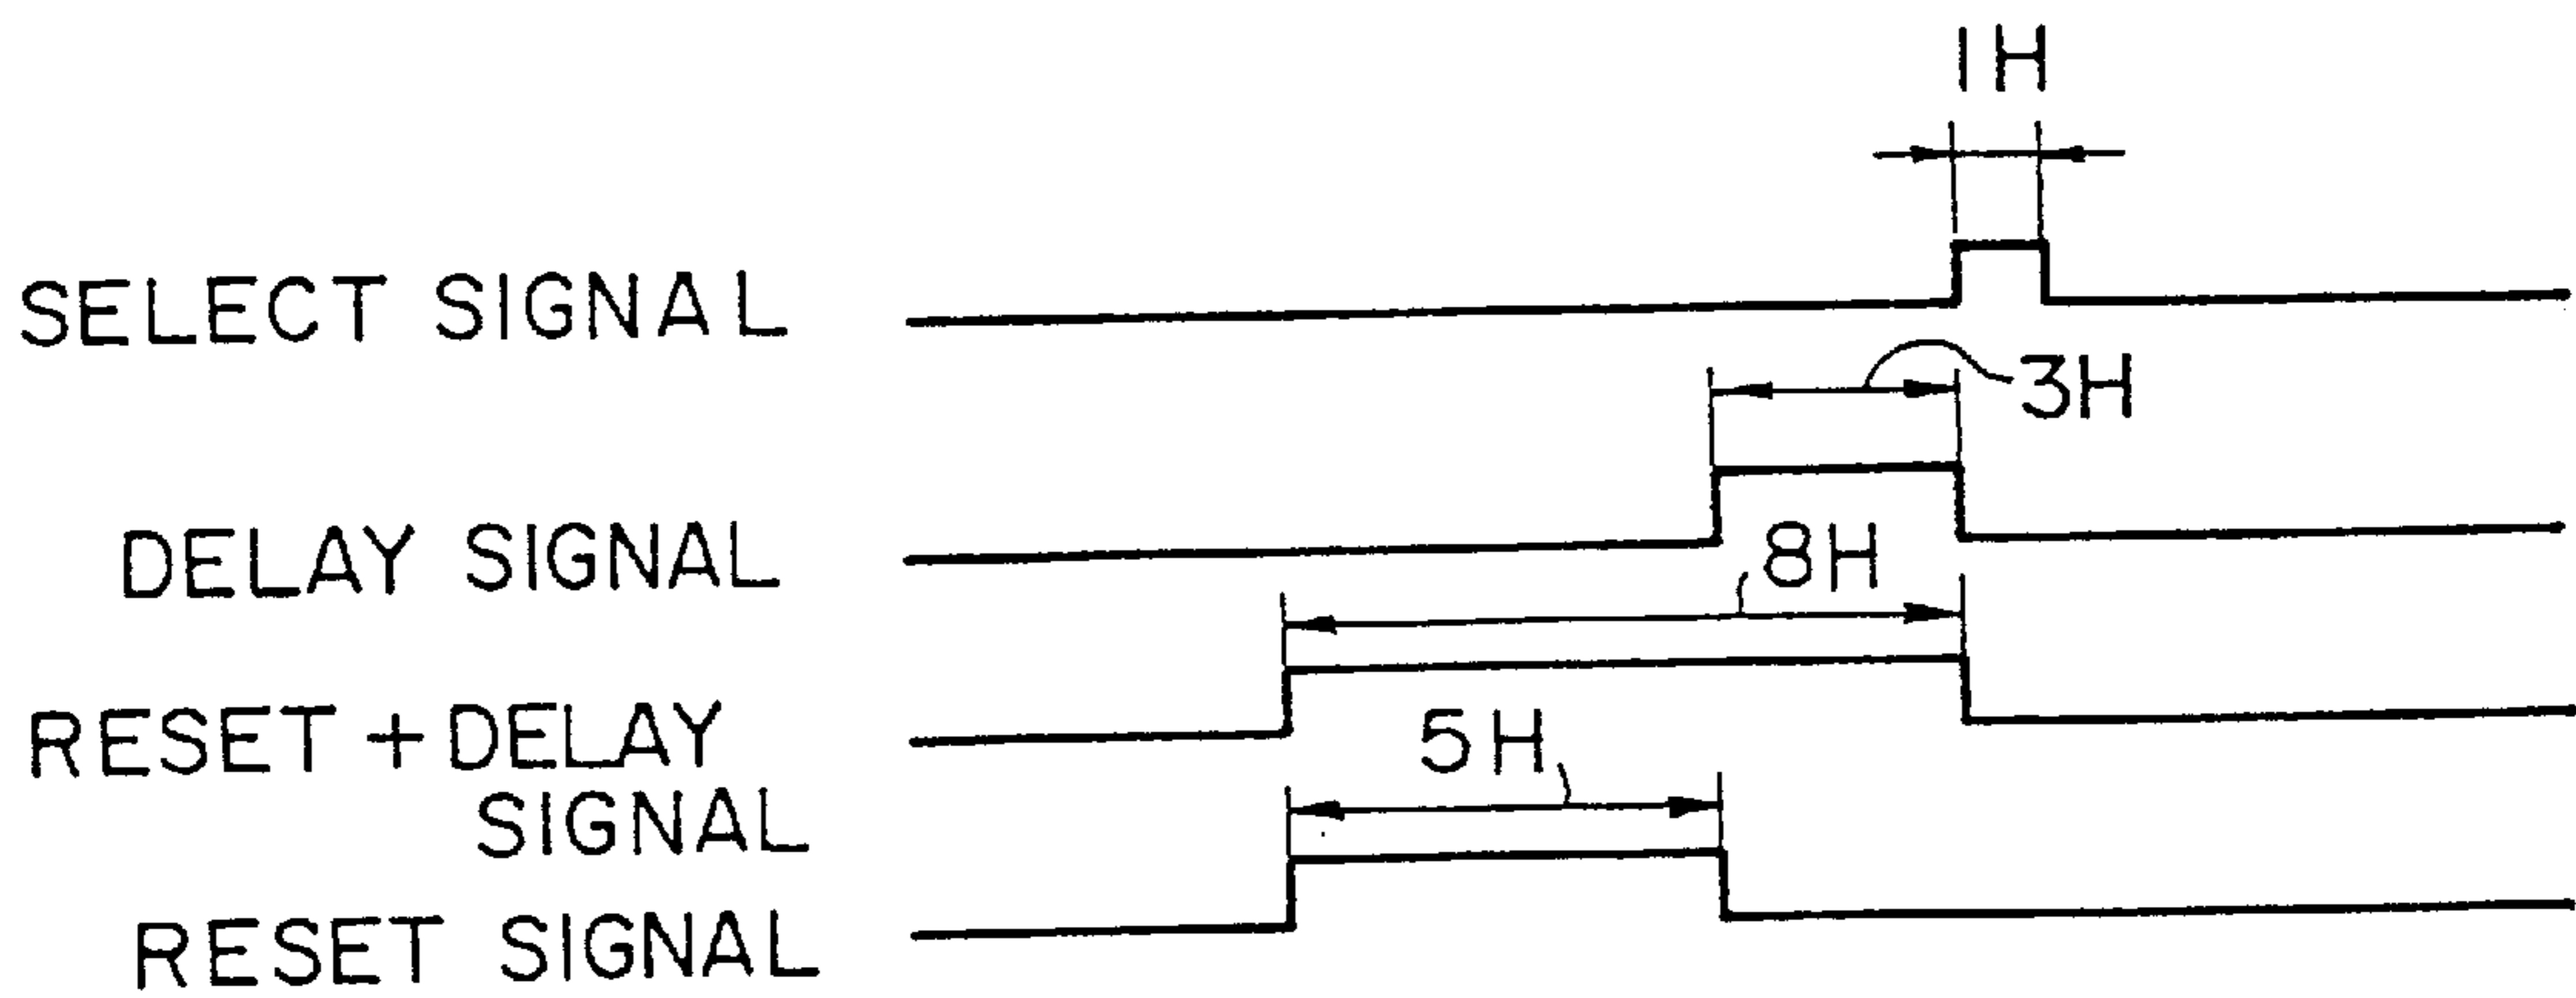 1H
SELECT SIGNAL
3H
DELAY SIGNAL
8H
RESET + DELAY
SIGNAL
5H
RESET SIGNAL